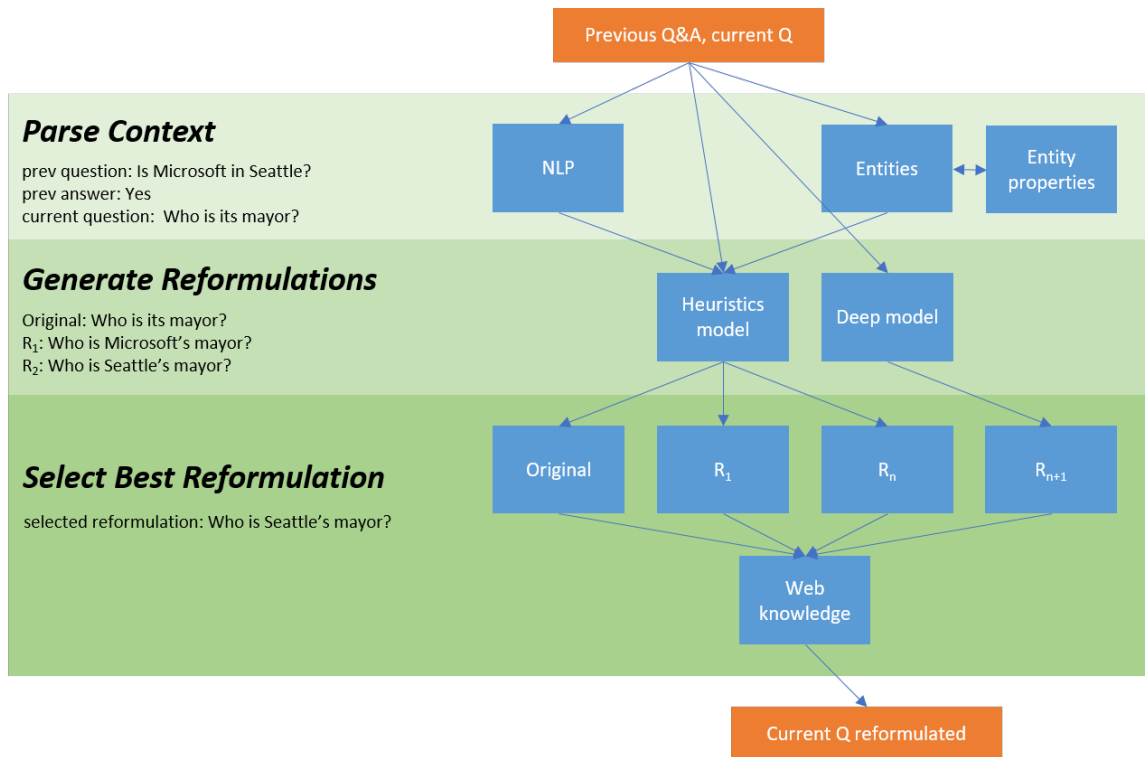 Previous Q&A, current Q
Parse Context
prev question: Is Microsoft in Seattle?
prev answer: Yes
current question:  Who is its mayor?
NLP
Entities
Entity
properties
Generate Reformulations
Original: Who is its mayor?
R₁: Who is Microsoft’s mayor?
R₂: Who is Seattle’s mayor?
Heuristics
model
Deep model
Select Best Reformulation
selected reformulation: Who is Seattle’s mayor?
Original
R₁
Rₙ
Rₙ₊₁
Web
knowledge
Current Q reformulated